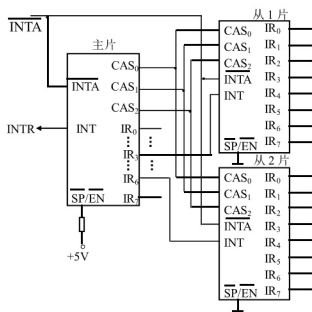 INTA
主片
INTA
INTR
INT
CAS₀
CAS₁
CAS₂
IR₀
IR₃
IR₆
IR₇
SP/EN
+5V
从 1 片
CAS₀
CAS₁
CAS₂
INTA
INT
SP/EN
IR₀
IR₁
IR₂
IR₃
IR₄
IR₅
IR₆
IR₇
从 2 片
CAS₀
CAS₁
CAS₂
INTA
INT
SP/EN
IR₀
IR₁
IR₂
IR₃
IR₄
IR₅
IR₆
IR₇